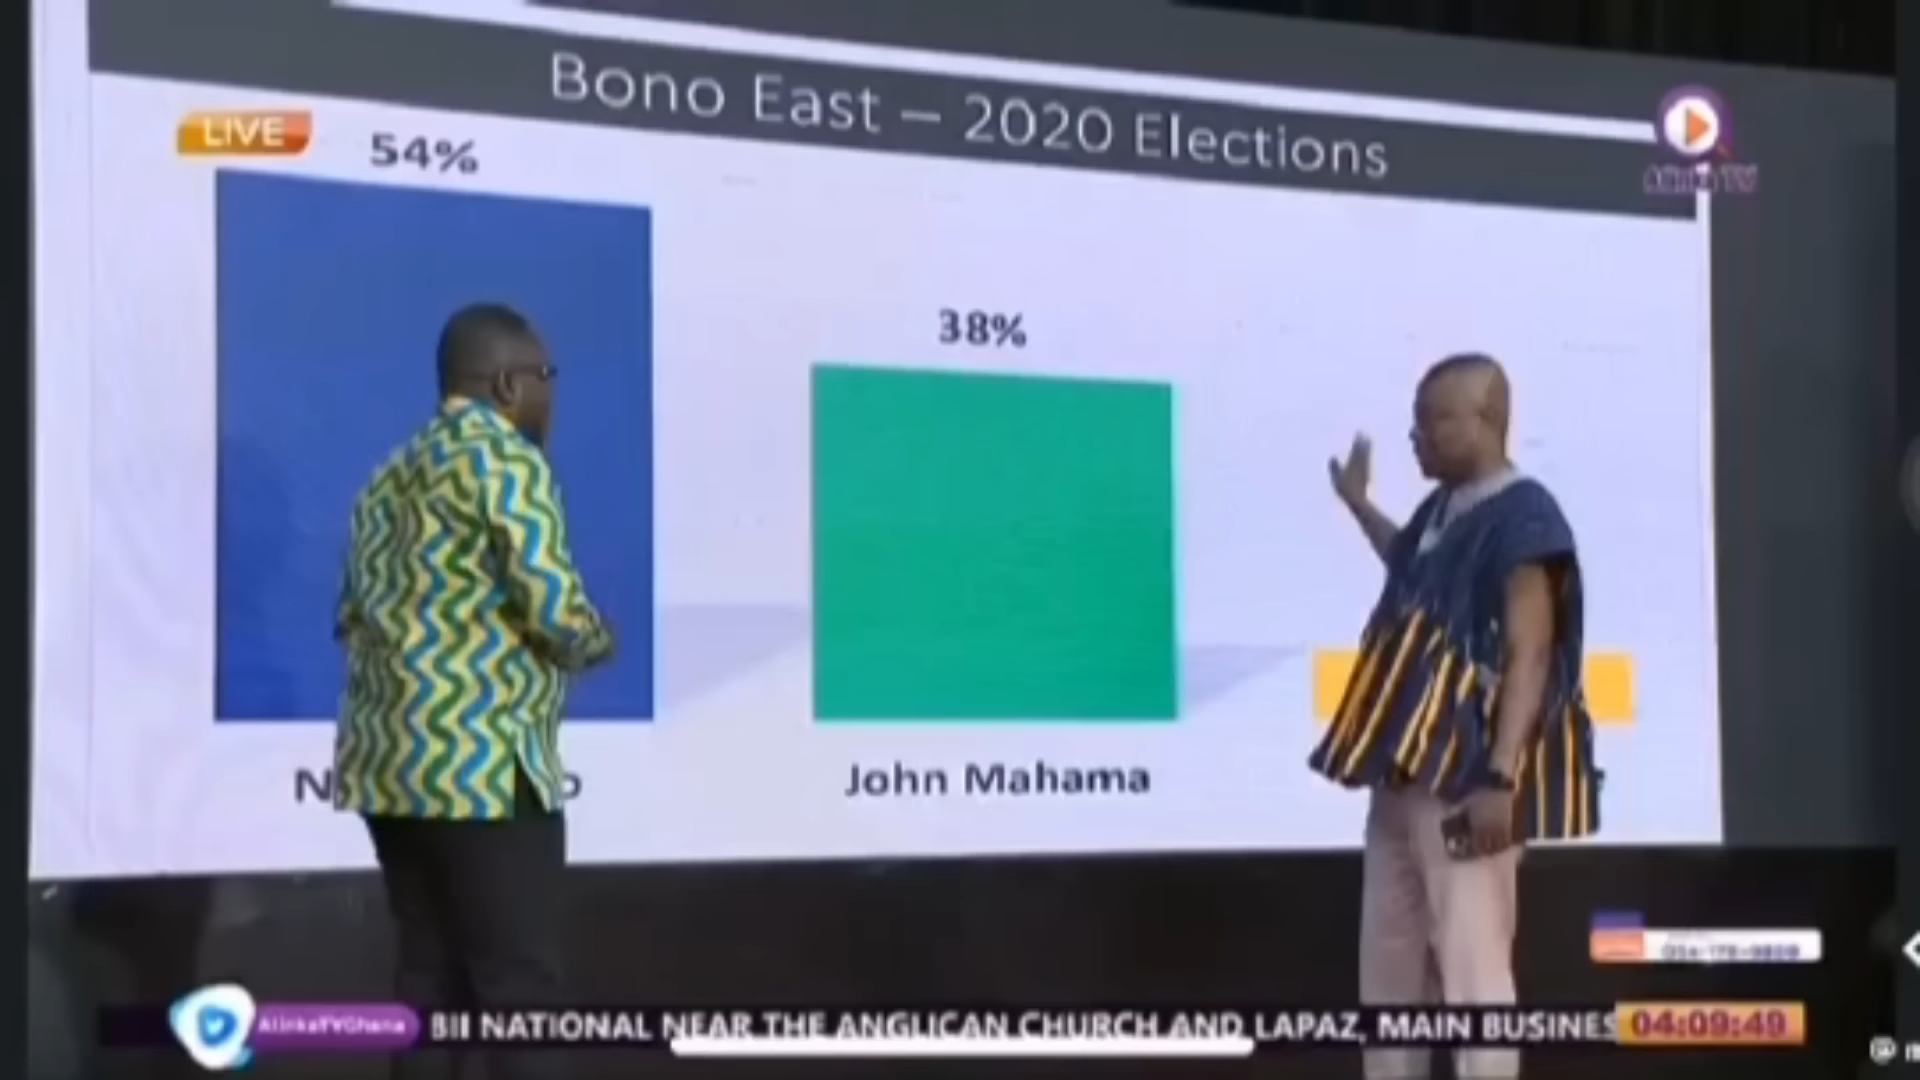 Bono East – 2020 Elections
LIVE
54%
38%
John Mahama
AlinkaTVGhana
BII NATIONAL NEAR THE ANGLICAN CHURCH AND LAPAZ, MAIN BUSINES
04:09:49